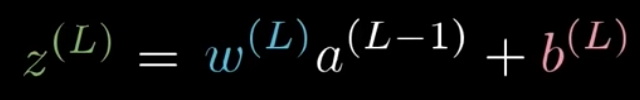 z^{(L)} = w^{(L)} a^{(L-1)} + b^{(L)}